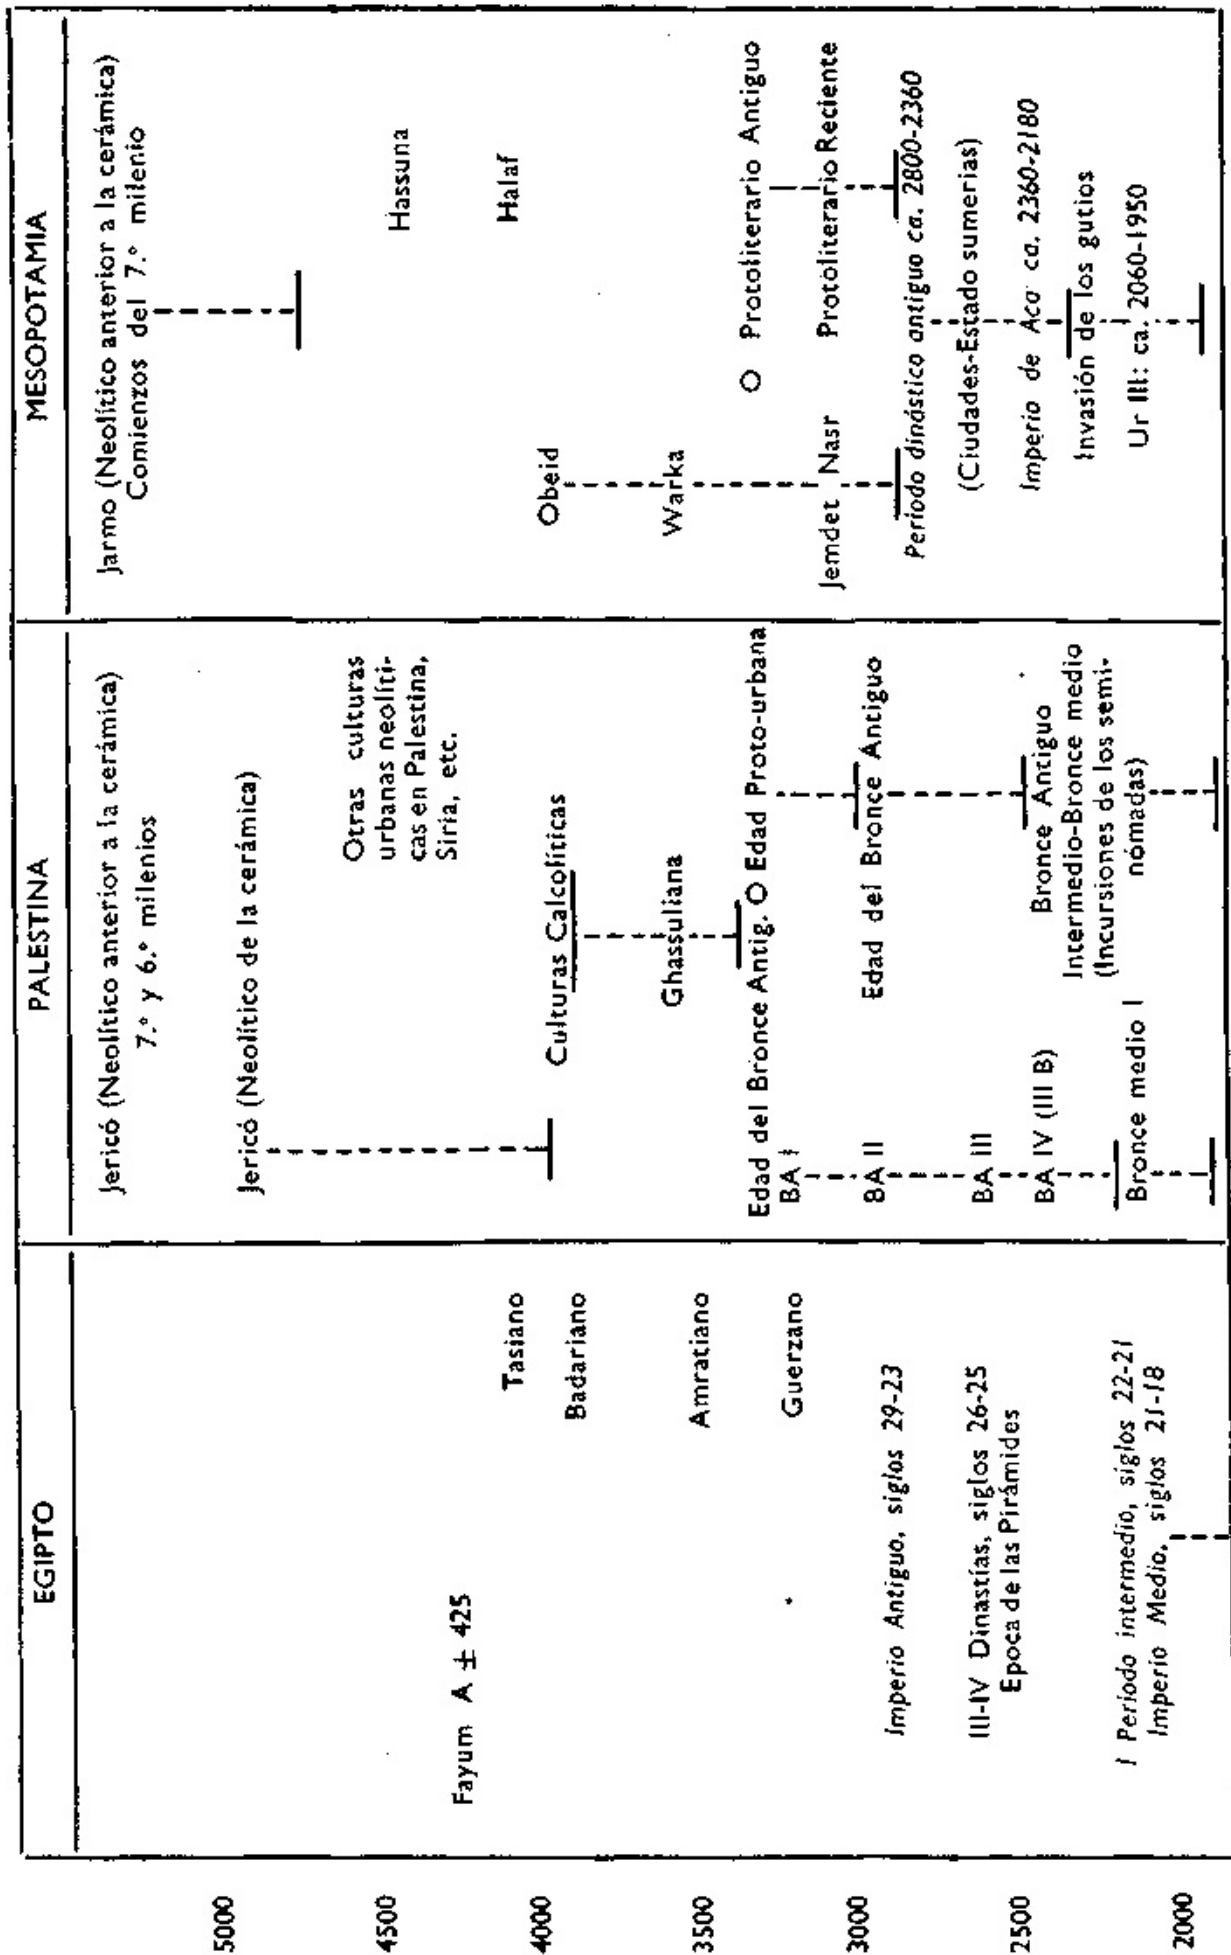 EGIPTO
PALESTINA
MESOPOTAMIA
5000
4500
4000
3500
3000
2500
2000
Fayum A ± 425
Tasiano
Badariano
Amratiano
Guerzano
Imperio Antiguo, siglos 29-23
III-IV Dinastías, siglos 26-25
Epoca de las Pirámides
I Período intermedio, siglos 22-21
Imperio Medio, siglos 21-18
Jericó (Neolítico anterior a la cerámica)
7.º y 6.º milenios
Jericó (Neolítico de la cerámica)
Otras culturas
urbanas neolíti-
cas en Palestina,
Siria, etc.
Culturas Calcolíticas
Ghassuliana
Edad del Bronce Antig. O Edad Proto-urbana
BA I
BA II
Edad del Bronce Antiguo
BA III
BA IV (III B)
Bronce Antiguo
Intermedio-Bronce medio
(Incursiones de los semi-
nómadas)
Bronce medio I
Jarmo (Neolítico anterior a la cerámica)
Comienzos del 7.º milenio
Hassuna
Halaf
Obeid
Warka
O Protoliterario Antiguo
Jemdet Nasr
Protoliterario Reciente
Período dinástico antiguo ca. 2800-2360
(Ciudades-Estado sumerias)
Imperio de Aca ca. 2360-2180
Invasión de los gutios
Ur III: ca. 2060-1950